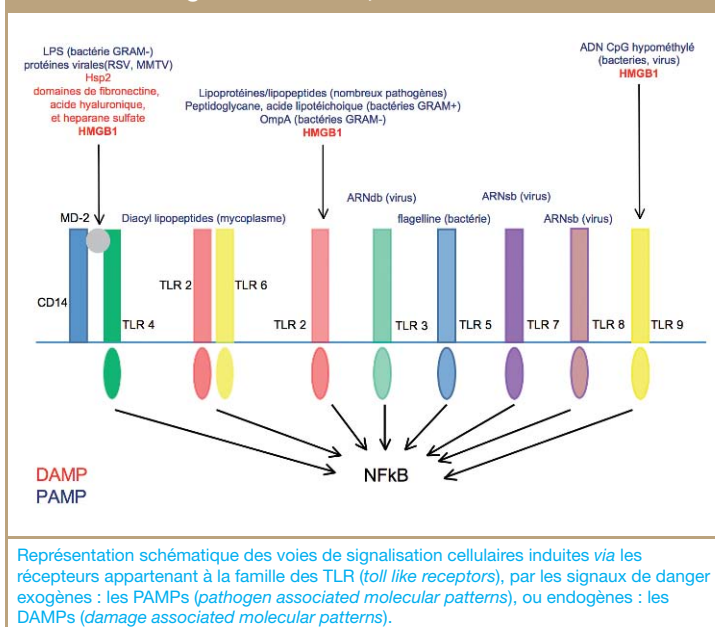 LPS (bactérie GRAM-)
protéines virales(RSV, MMTV)
Hsp2
domaines de fibronectine,
acide hyaluronique,
et heparane sulfate
HMGB1
Lipoprotéines/lipopeptides (nombreux pathogènes)
Peptidoglycane, acide lipotéichoique (bactéries GRAM+)
OmpA (bactéries GRAM-)
HMGB1
ADN CpG hypométhylé
(bacteries, virus)
HMGB1
MD-2
Diacyl lipopeptides (mycoplasme)
ARNdb (virus)
flagelline (bactérie)
ARNsb (virus)
ARNsb (virus)
CD14
TLR 4
TLR 2
TLR 6
TLR 2
TLR 3
TLR 5
TLR 7
TLR 8
TLR 9
NFkB
DAMP
PAMP
Représentation schématique des voies de signalisation cellulaires induites via les
récepteurs appartenant à la famille des TLR (toll like receptors), par les signaux de danger
exogènes : les PAMPs (pathogen associated molecular patterns), ou endogènes : les
DAMPs (damage associated molecular patterns).